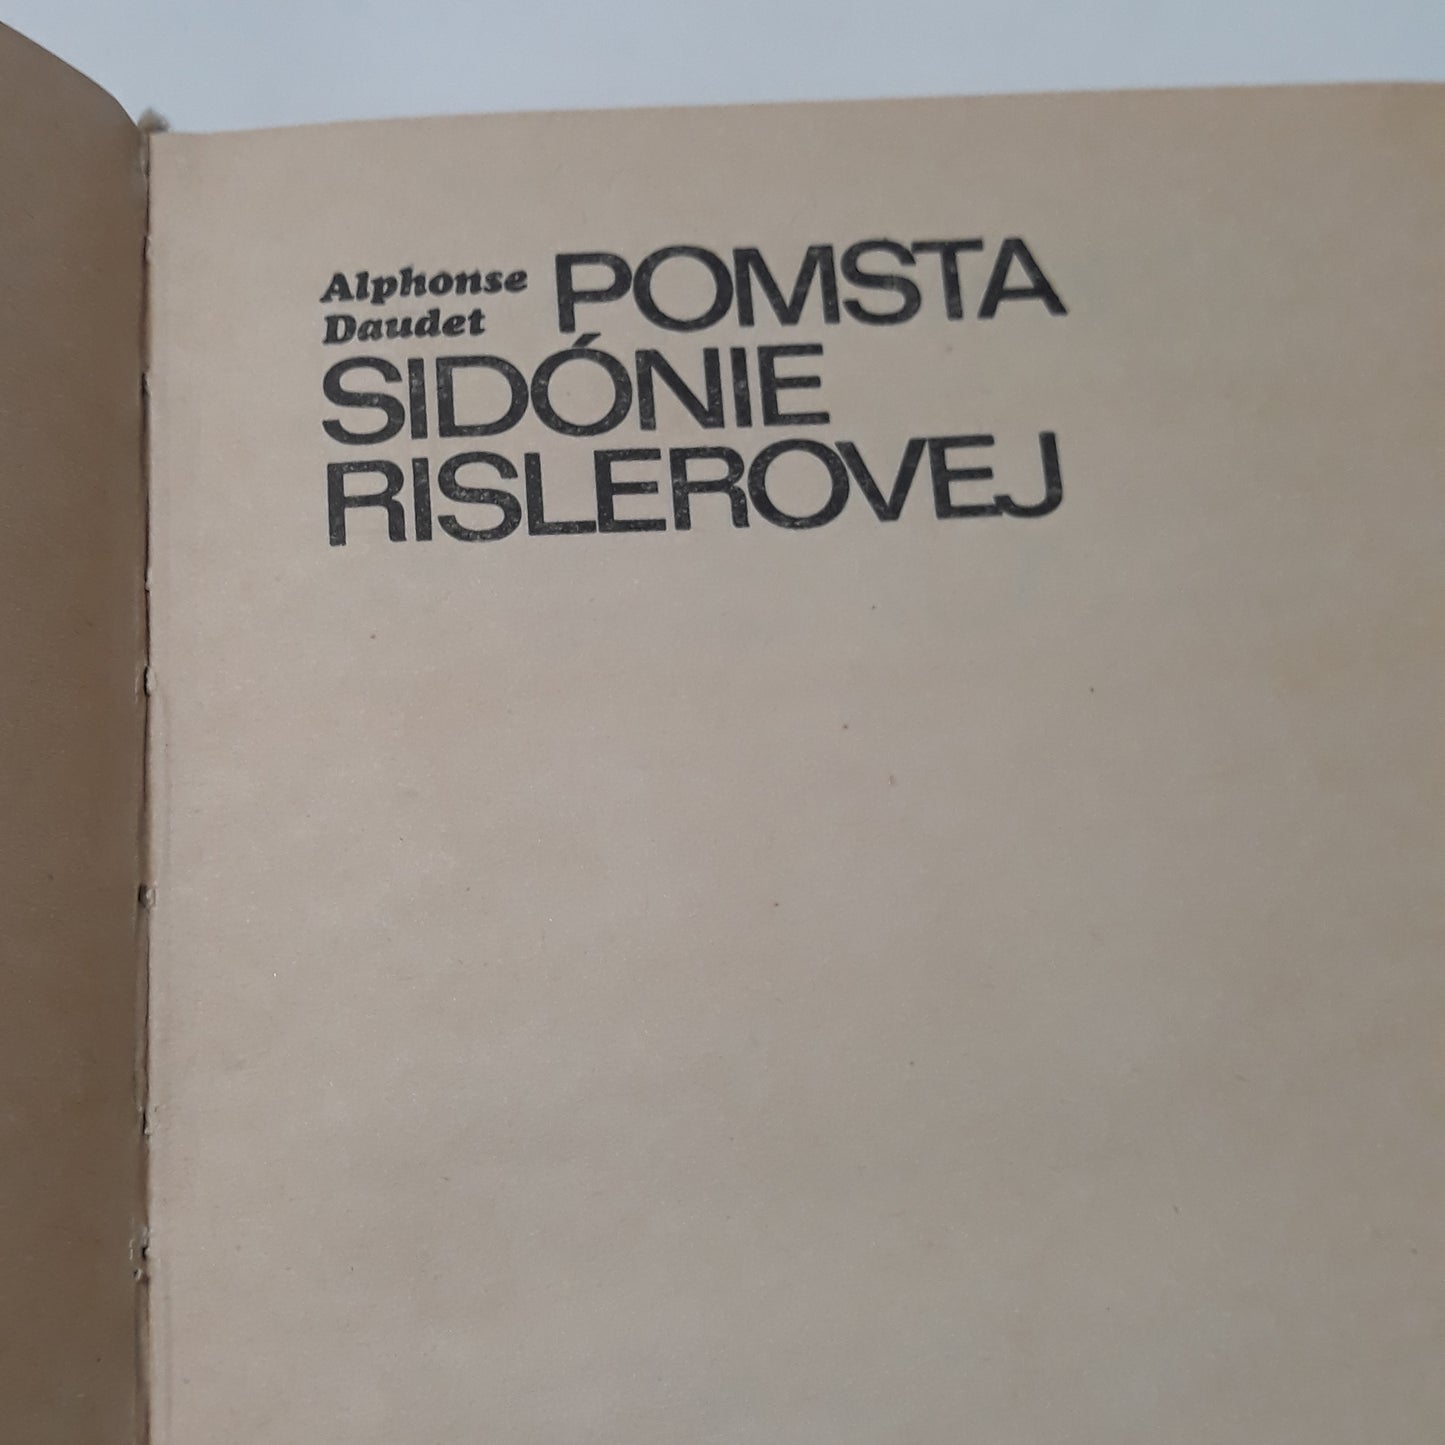 Alphonse
Daudet
POMSTA
SIDÓNIE
RISLEROVEJ